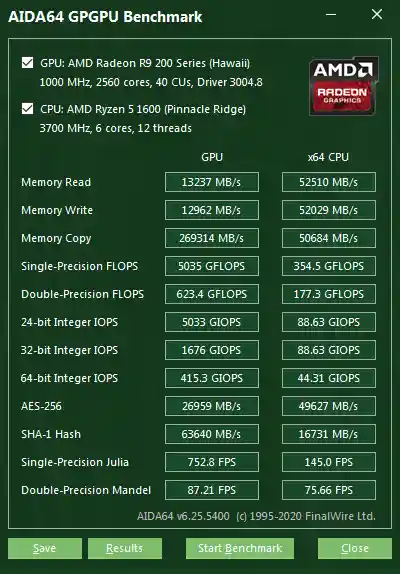 AIDA64 GPGPU Benchmark
GPU: AMD Radeon R9 200 Series (Hawaii)
1000 MHz, 2560 cores, 40 CUs, Driver 3004.8
CPU: AMD Ryzen 5 1600 (Pinnacle Ridge)
3700 MHz, 6 cores, 12 threads
AMD
RADEON
GRAPHICS
GPU x64 CPU
Memory Read 13237 MB/s 52510 MB/s
Memory Write 12962 MB/s 52029 MB/s
Memory Copy 269314 MB/s 50684 MB/s
Single-Precision FLOPS 5035 GFLOPS 354.5 GFLOPS
Double-Precision FLOPS 623.4 GFLOPS 177.3 GFLOPS
24-bit Integer IOPS 5033 GIOPS 88.63 GIOPS
32-bit Integer IOPS 1676 GIOPS 88.63 GIOPS
64-bit Integer IOPS 415.3 GIOPS 44.31 GIOPS
AES-256 26959 MB/s 49627 MB/s
SHA-1 Hash 63640 MB/s 16731 MB/s
Single-Precision Julia 752.8 FPS 145.0 FPS
Double-Precision Mandel 87.21 FPS 75.66 FPS
AIDA64 v6.25.5400 (c) 1995-2020 FinalWire Ltd.
Save Results Start Benchmark Close